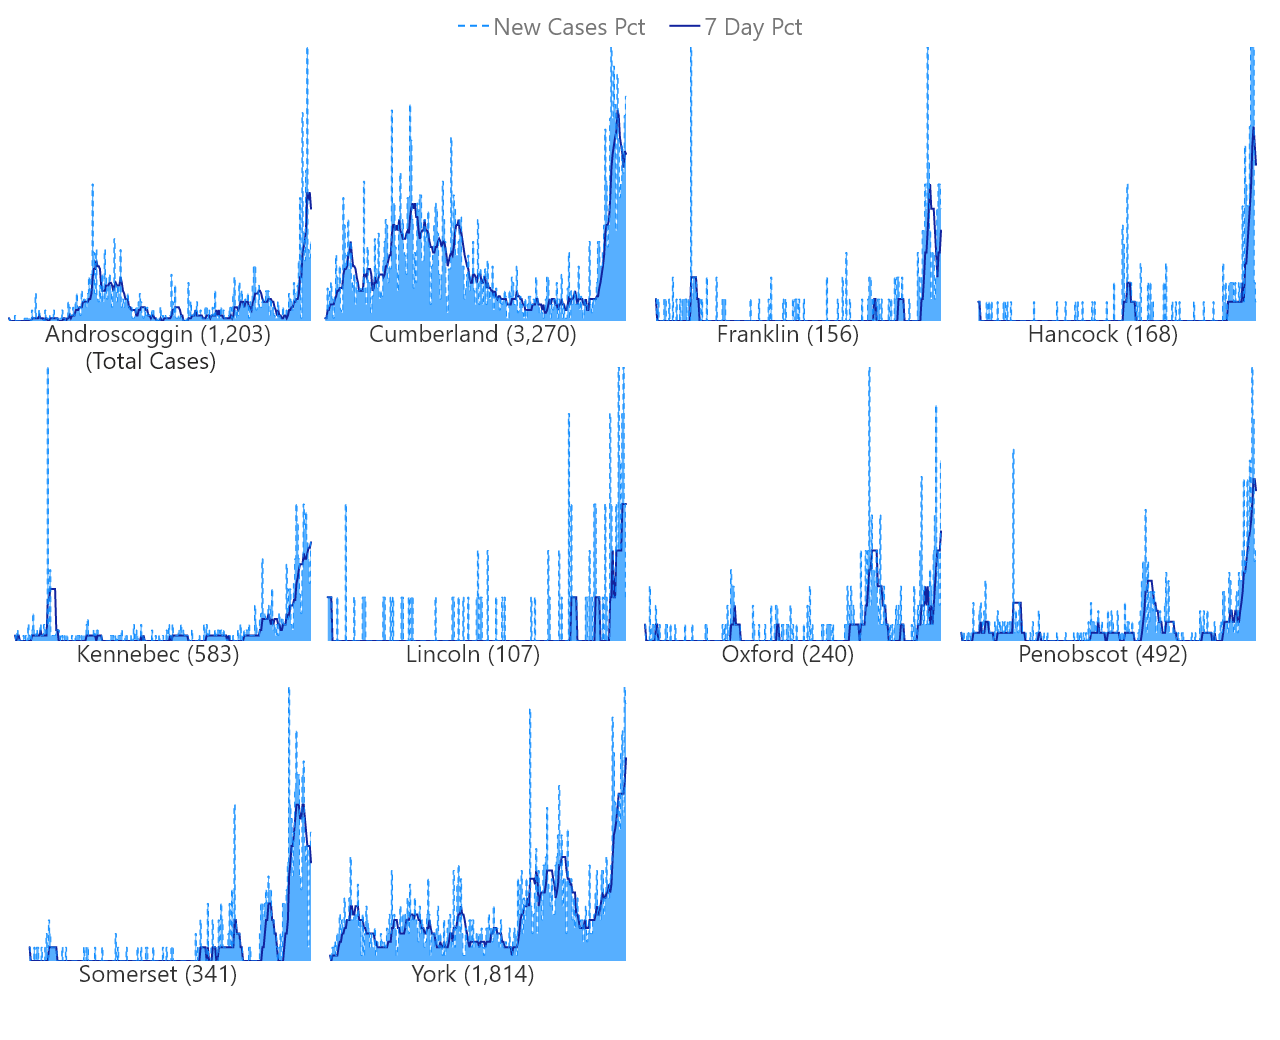 New Cases Pct 7 Day Pct
Androscoggin (1,203)
(Total Cases)
Cumberland (3,270)
Franklin (156)
Hancock (168)
Kennebec (583)
Lincoln (107)
Oxford (240)
Penobscot (492)
Somerset (341)
York (1,814)